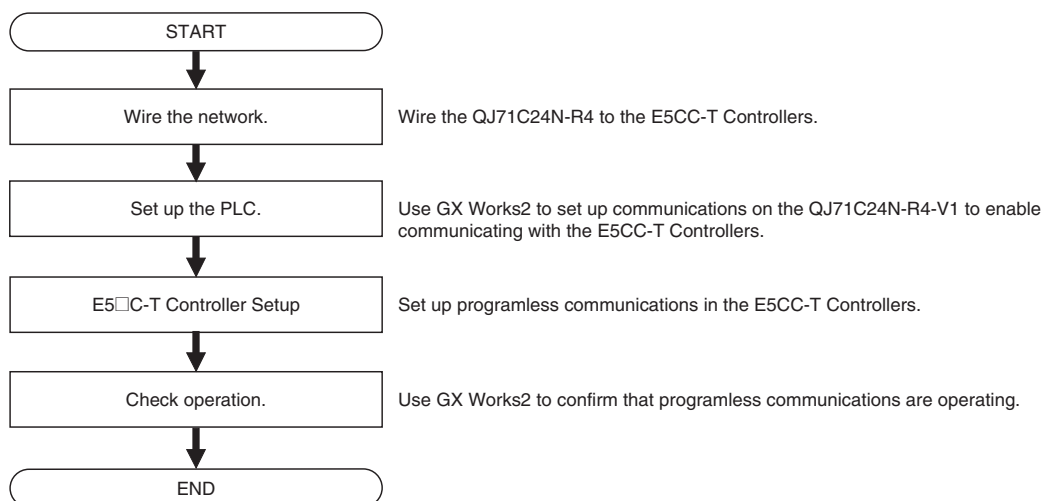 START
Wire the network.
Wire the QJ71C24N-R4 to the E5CC-T Controllers.
Set up the PLC.
Use GX Works2 to set up communications on the QJ71C24N-R4-V1 to enable
communicating with the E5CC-T Controllers.
E5□C-T Controller Setup
Set up programless communications in the E5CC-T Controllers.
Check operation.
Use GX Works2 to confirm that programless communications are operating.
END